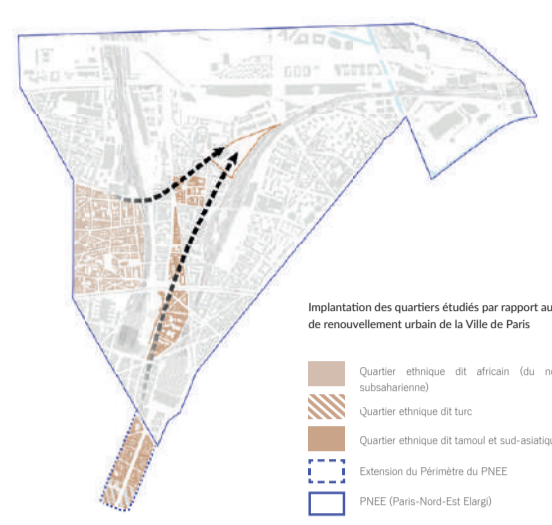 Implantation des quartiers étudiés par rapport au
de renouvellement urbain de la Ville de Paris
Quartier ethnique dit africain (du
subsaharienne)
Quartier ethnique dit turc
Quartier ethnique dit tamoul et
Extension du Périmètre du PNEE
PNEE (Paris-Nord-Est Elargi)